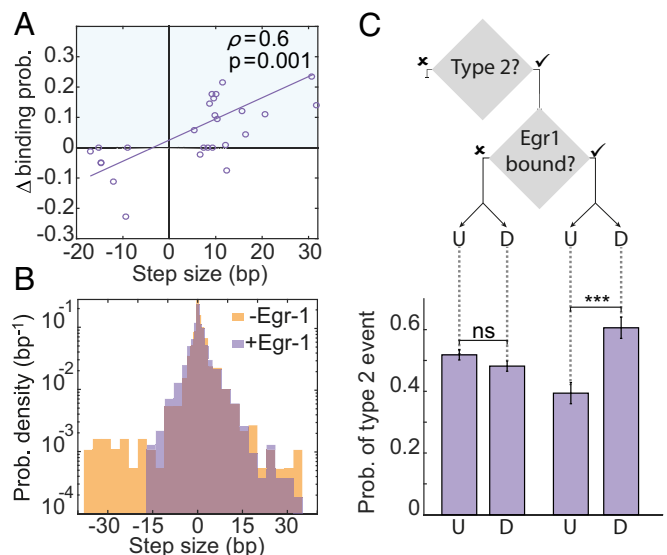 A
ρ=0.6
p=0.001
Δ binding prob.
0.4
0.3
0.2
0.1
0
-0.1
-0.2
-0.3
-20 -10 0 10 20 30
Step size (bp)
B
-Egr-1
+Egr-1
Prob. density (bp⁻¹)
10⁻¹
10⁻²
10⁻³
10⁻⁴
-30 -15 0 15 30
Step size (bp)
C
✘ Type 2? ✓
✘ Egr1 ✓
bound?
U D U D
ns ***
Prob. of type 2 event
0.6
0.4
0.2
0
U D U D